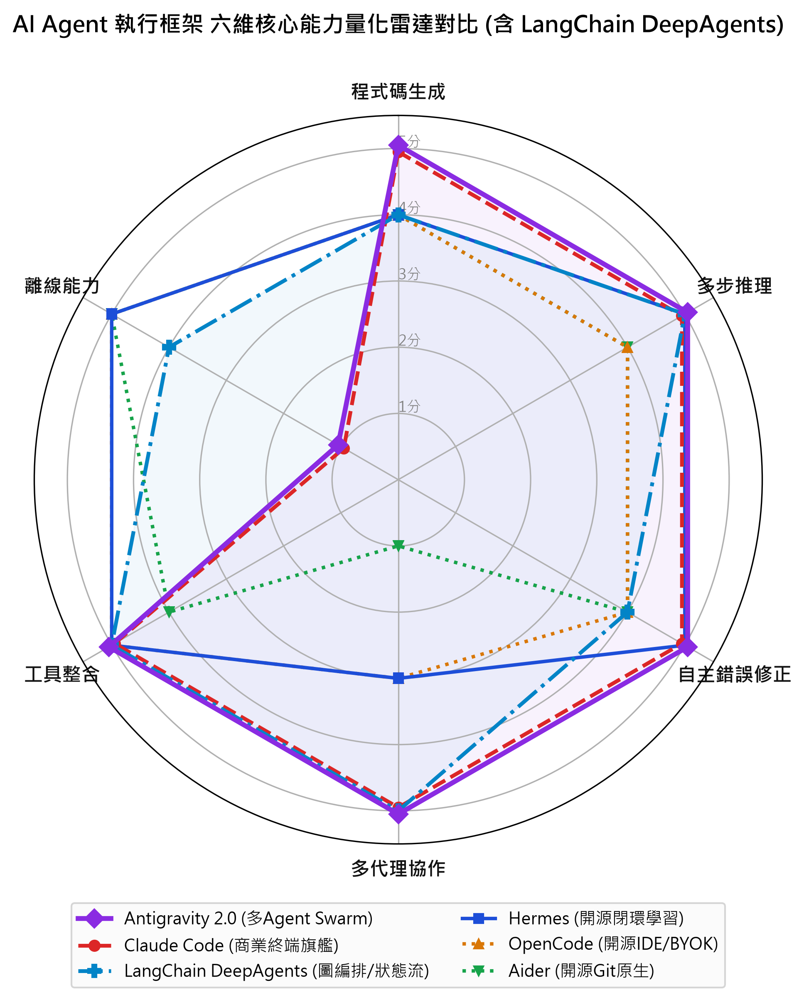 AI Agent 執行框架 六維核心能力量化雷達對比 (含 LangChain DeepAgents)
程式碼生成
5分
4分
離線能力
多步推理
3分
2分
1分
工具整合
自主錯誤修正
多代理協作
Antigravity 2.0 (多Agent Swarm)
Claude Code (商業終端旗艦)
LangChain DeepAgents (圖編排/狀態流)
Hermes (開源閉環學習)
OpenCode (開源IDE/BYOK)
Aider (開源Git原生)